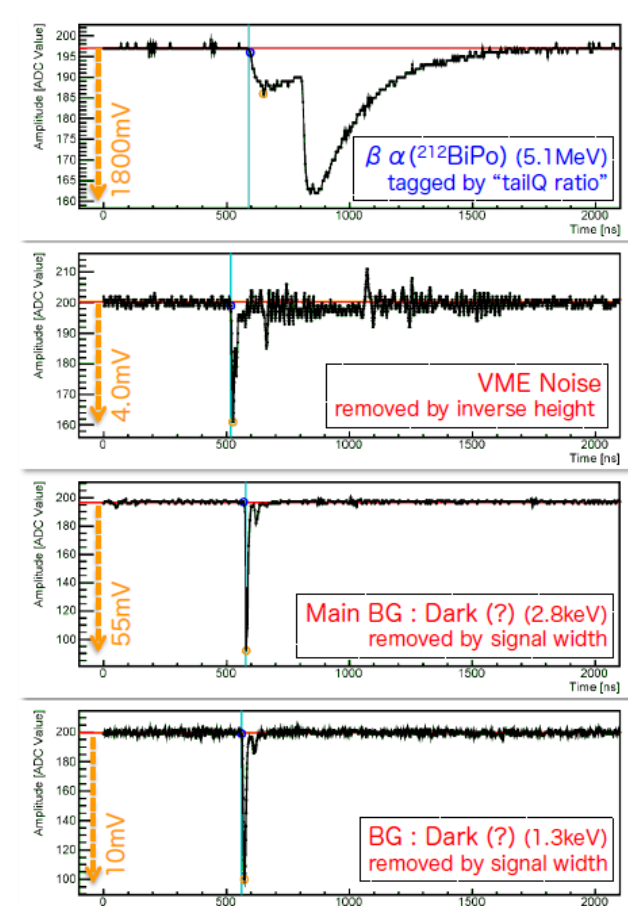 Amplitude [ADC Value]
200
195
190
185
180
175
170
165
160
1800mV
β α(²¹²BiPo) (5.1MeV)
tagged by “tailQ ratio”
0 500 1000 1500 2000
Time [ns]
Amplitude [ADC Value]
210
200
190
180
170
160
4.0mV
VME Noise
removed by inverse height
0 500 1000 1500 2000
Time [ns]
Amplitude [ADC Value]
200
180
160
140
120
100
55mV
Main BG : Dark (?) (2.8keV)
removed by signal width
0 500 1000 1500 2000
Time [ns]
Amplitude [ADC Value]
200
180
160
140
120
100
10mV
BG : Dark (?) (1.3keV)
removed by signal width
0 500 1000 1500 2000